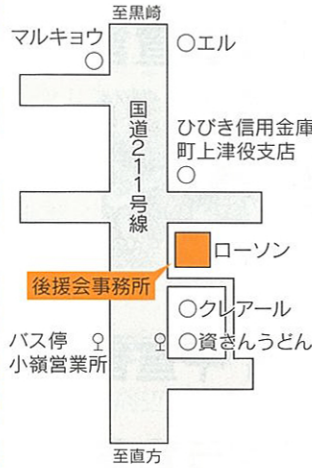 至黒崎
マルキョウ
エル
国道211号線
ひびき信用金庫
町上津役支店
ローソン
後援会事務所
クレアール
バス停
小嶺営業所
資さんうどん
至直方